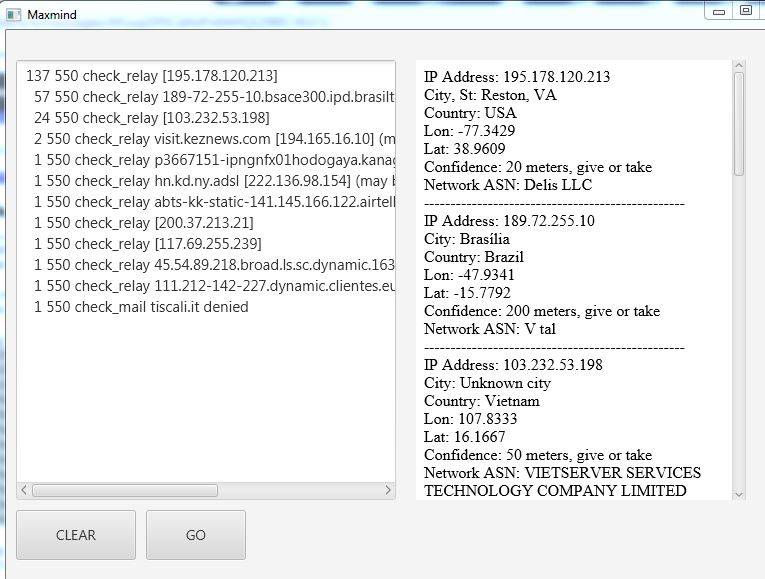 Maxmind
137 550 check_relay [195.178.120.213]
57 550 check_relay 189-72-255-10.bsace300.ipd.brasilt
24 550 check_relay [103.232.53.198]
2 550 check_relay visit.keznews.com [194.165.16.10] (m
1 550 check_relay p3667151-ipngnfx01hodogaya.kanag
1 550 check_relay hn.kd.ny.adsl [222.136.98.154] (may b
1 550 check_relay abts-kk-static-141.145.166.122.airtell
1 550 check_relay [200.37.213.21]
1 550 check_relay [117.69.255.239]
1 550 check_relay 45.54.89.218.broad.ls.sc.dynamic.163
1 550 check_relay 111.212-142-227.dynamic.clientes.eu
1 550 check_mail tiscali.it denied
IP Address: 195.178.120.213
City, St: Reston, VA
Country: USA
Lon: -77.3429
Lat: 38.9609
Confidence: 20 meters, give or take
Network ASN: Delis LLC
--------------------------------------------------
IP Address: 189.72.255.10
City: Brasília
Country: Brazil
Lon: -47.9341
Lat: -15.7792
Confidence: 200 meters, give or take
Network ASN: V tal
--------------------------------------------------
IP Address: 103.232.53.198
City: Unknown city
Country: Vietnam
Lon: 107.8333
Lat: 16.1667
Confidence: 50 meters, give or take
Network ASN: VIETSERVER SERVICES
TECHNOLOGY COMPANY LIMITED
CLEAR
GO